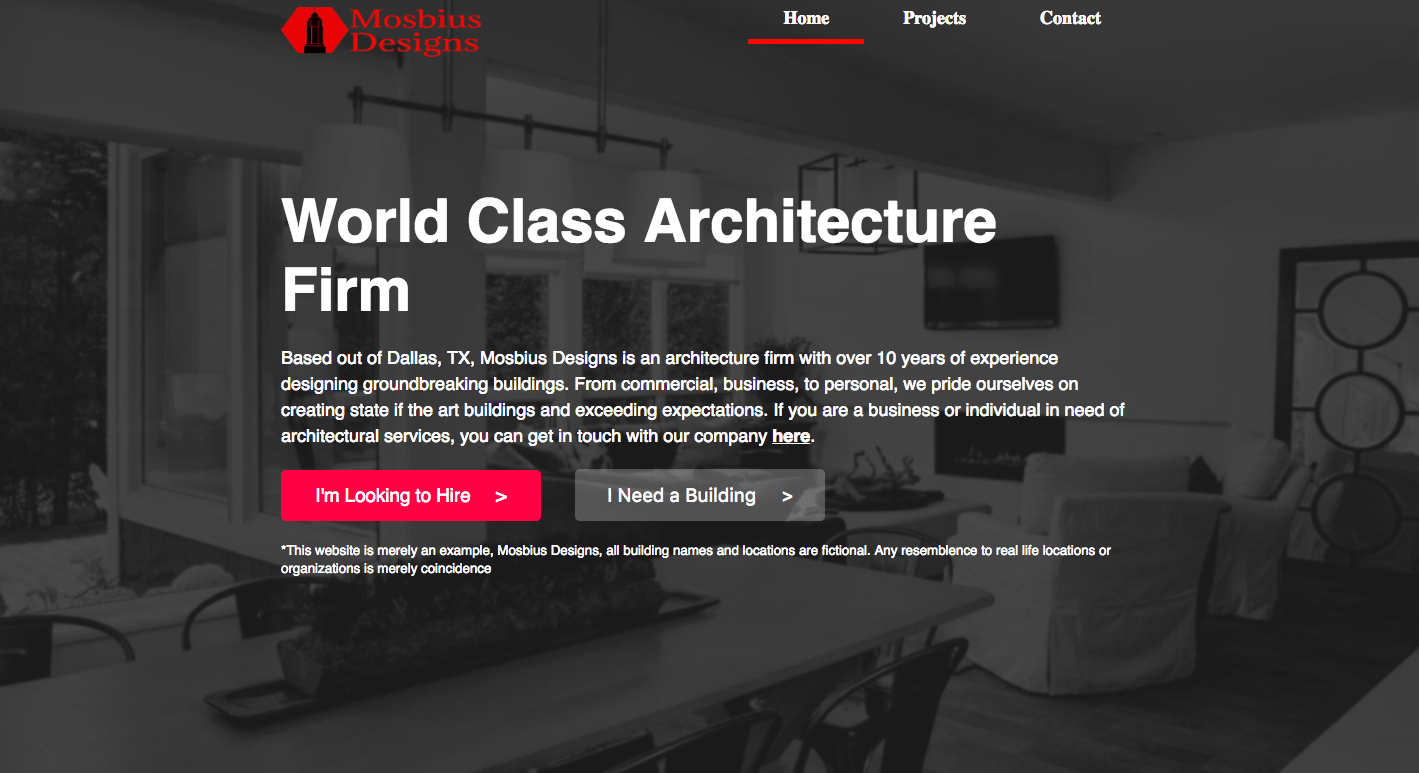 Mosbius
Designs
Home Projects Contact
World Class Architecture
Firm
Based out of Dallas, TX, Mosbius Designs is an architecture firm with over 10 years of experience
designing groundbreaking buildings. From commercial, business, to personal, we pride ourselves on
creating state if the art buildings and exceeding expectations. If you are a business or individual in need of
architectural services, you can get in touch with our company here.
I'm Looking to Hire >
I Need a Building >
*This website is merely an example, Mosbius Designs, all building names and locations are fictional. Any resemblence to real life locations or
organizations is merely coincidence